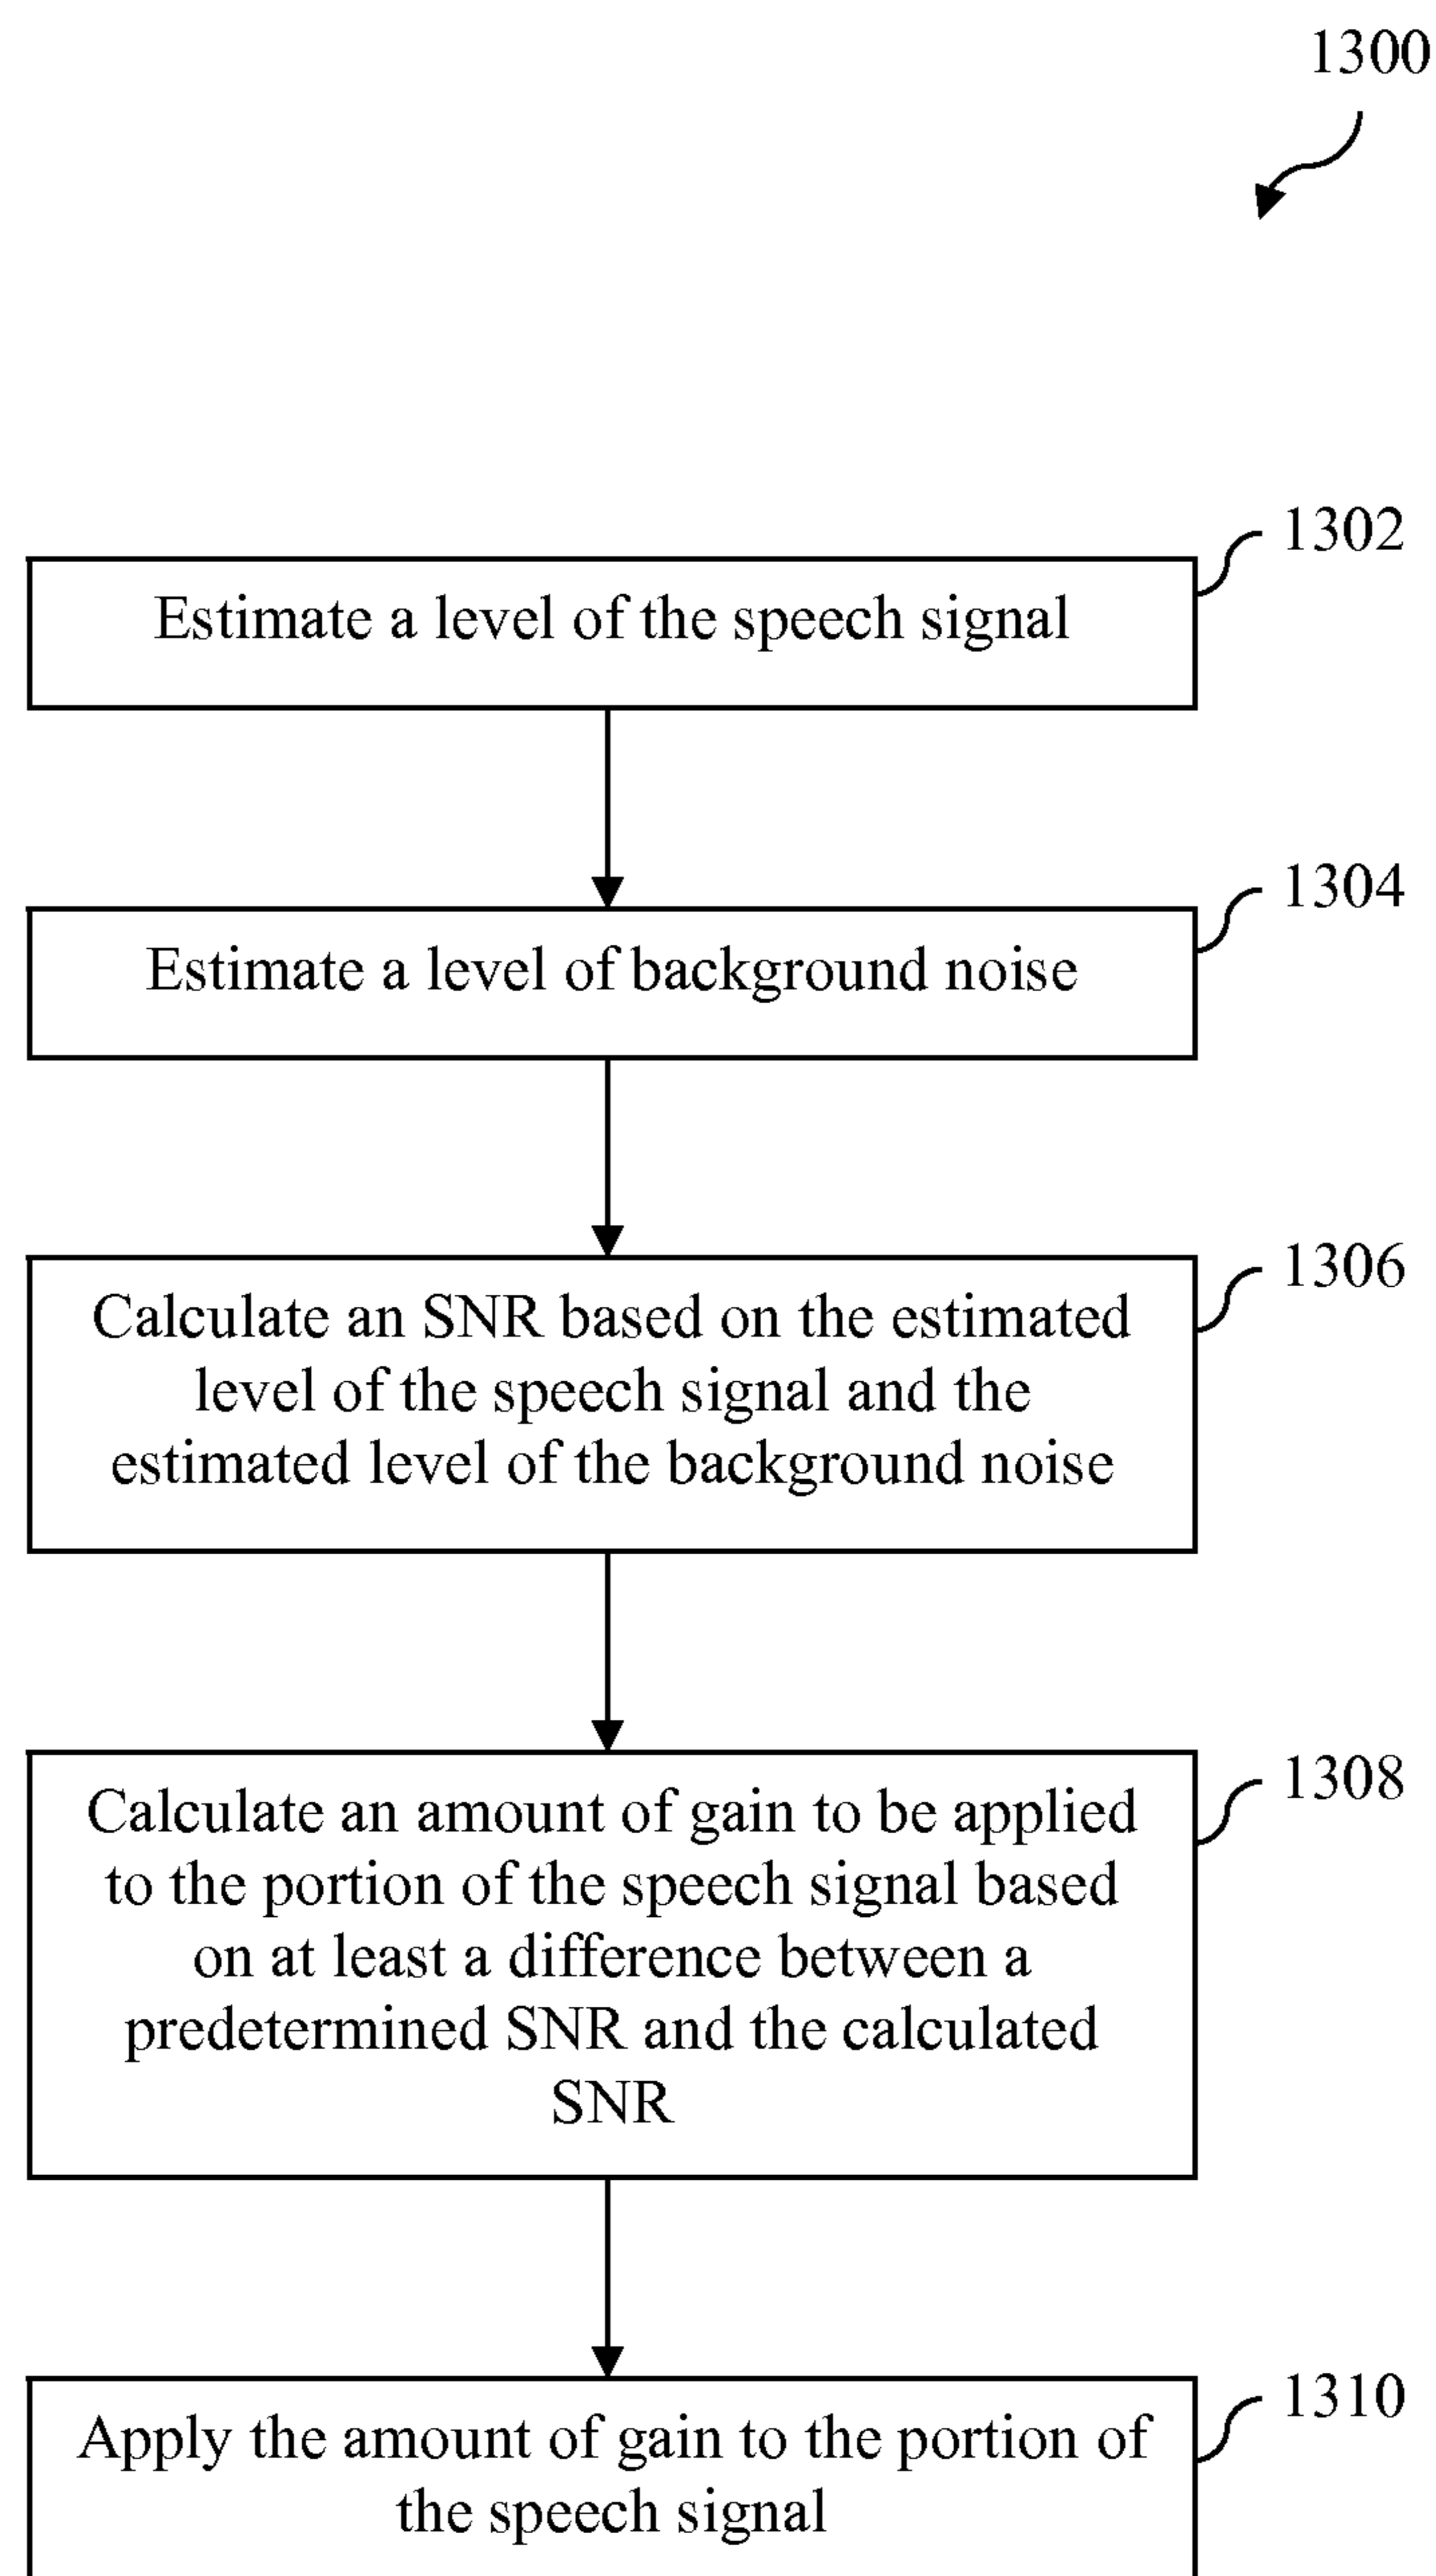 1300
1302
Estimate a level of the speech signal
1304
Estimate a level of background noise
1306
Calculate an SNR based on the estimated
level of the speech signal and the
estimated level of the background noise
1308
Calculate an amount of gain to be applied
to the portion of the speech signal based
on at least a difference between a
predetermined SNR and the calculated
SNR
1310
Apply the amount of gain to the portion of
the speech signal